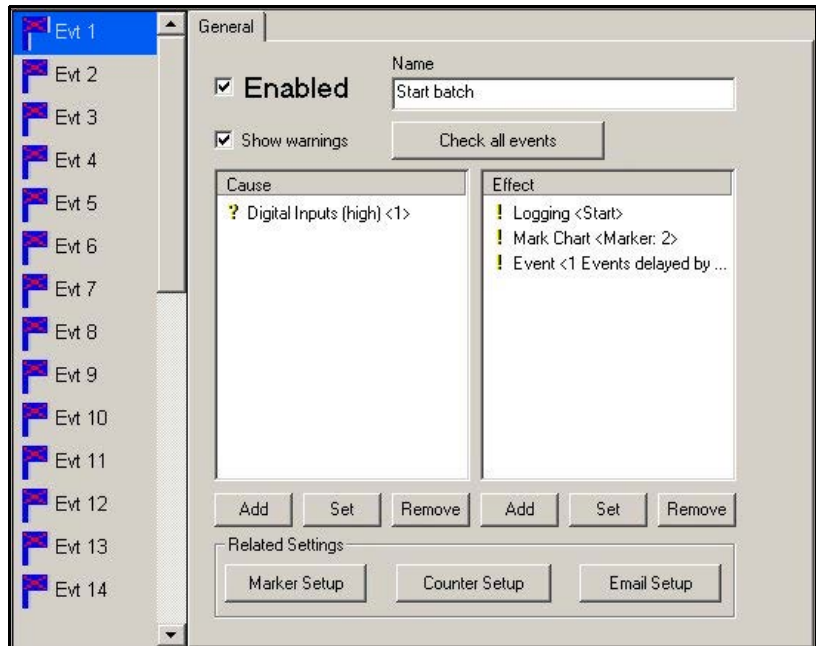 Evt 1
Evt 2
Evt 3
Evt 4
Evt 5
Evt 6
Evt 7
Evt 8
Evt 9
Evt 10
Evt 11
Evt 12
Evt 13
Evt 14
General
Enabled
Name
Start batch
Show warnings
Check all events
Cause
? Digital Inputs (high) <1>
Effect
! Logging <Start>
! Mark Chart <Marker: 2>
! Event <1 Events delayed by ...
Add
Set
Remove
Add
Set
Remove
Related Settings
Marker Setup
Counter Setup
Email Setup